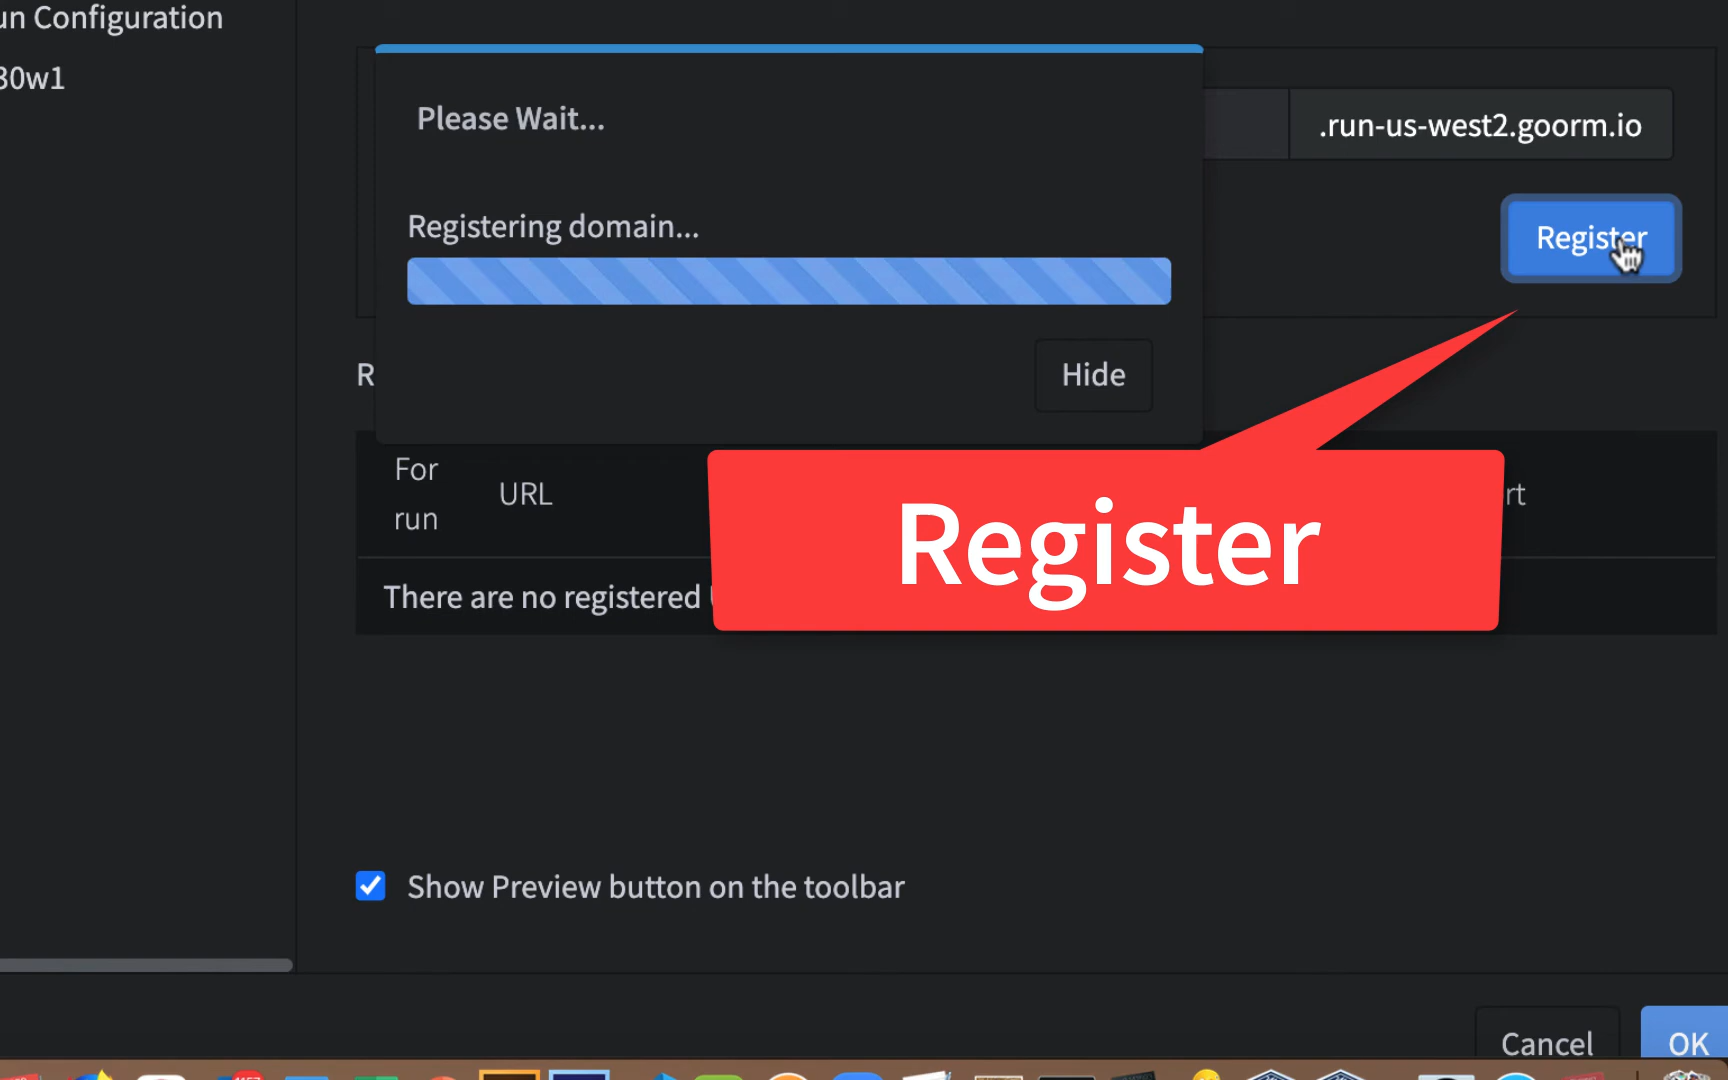 un Configuration
30w1
Please Wait...
.run-us-west2.goorm.io
Registering domain...
Register
Hide
R
For
run
URL
rt
Register
There are no registered
Show Preview button on the toolbar
Cancel
OK